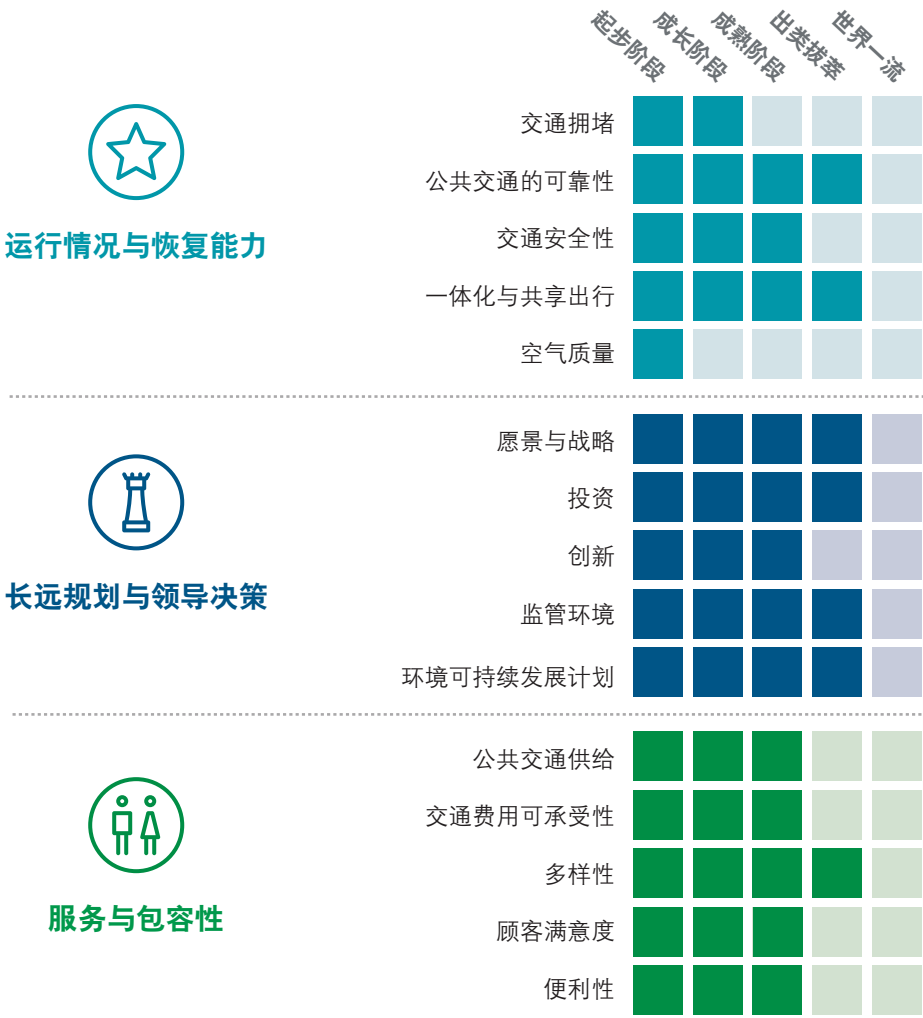 起步阶段
成长阶段
成熟阶段
出类拔萃
世界一流
交通拥堵
公共交通的可靠性
运行情况与恢复能力
交通安全性
一体化与共享出行
空气质量
愿景与战略
投资
创新
长远规划与领导决策
监管环境
环境可持续发展计划
公共交通供给
交通费用可承受性
多样性
服务与包容性
顾客满意度
便利性